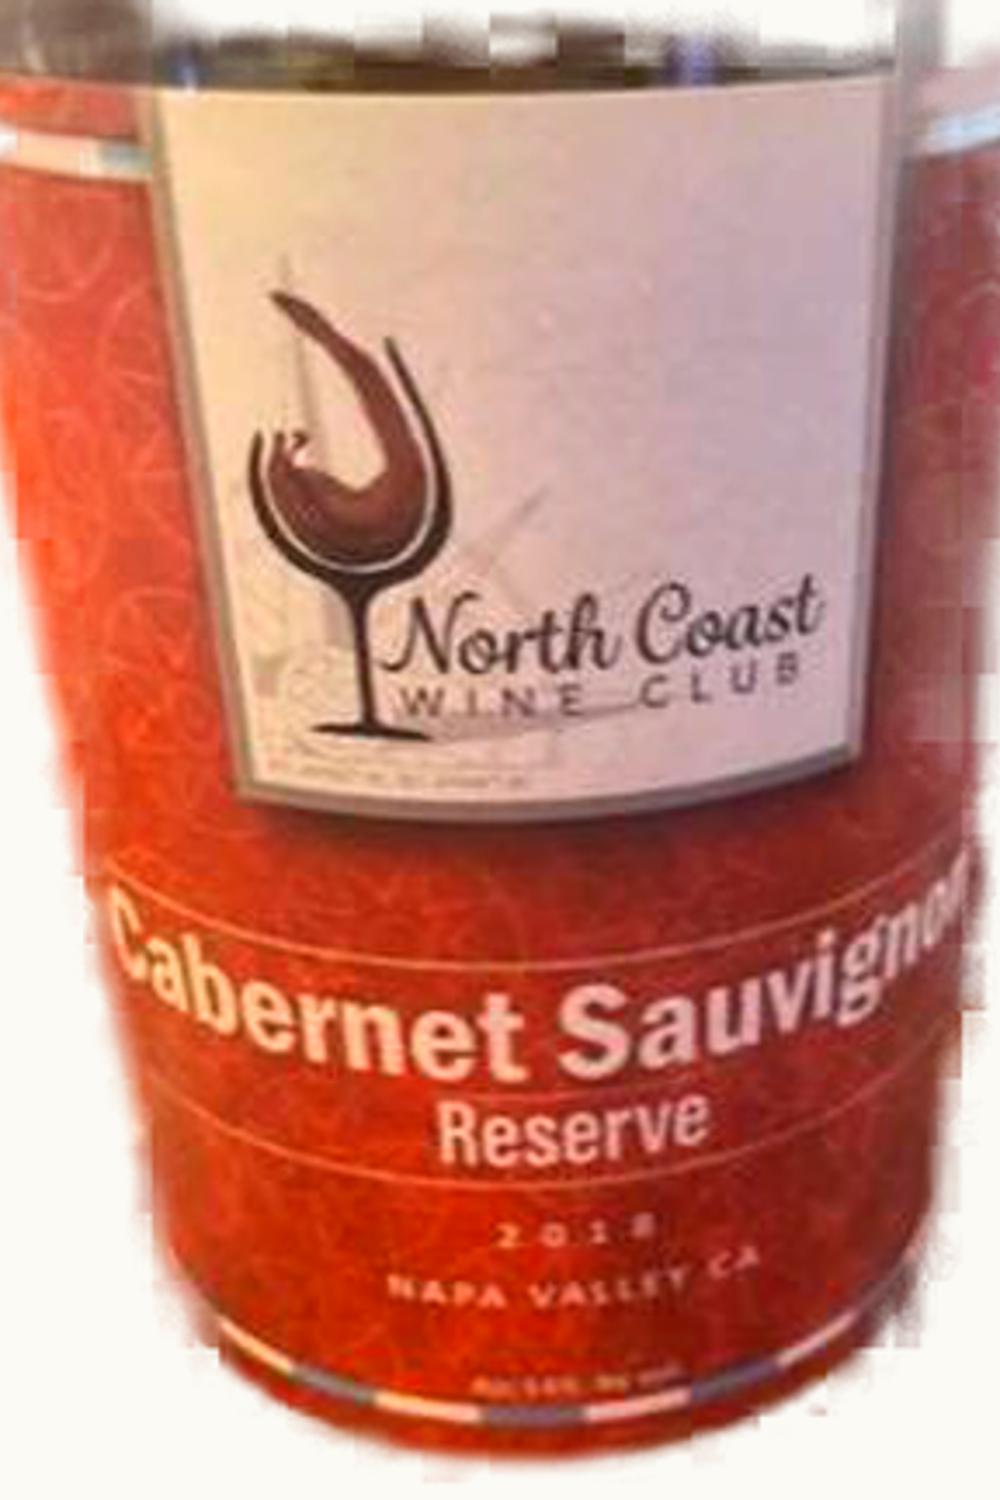 North Coast
WINE CLUB
Cabernet Sauvignon
Reserve
2018
NAPA VALLEY CA